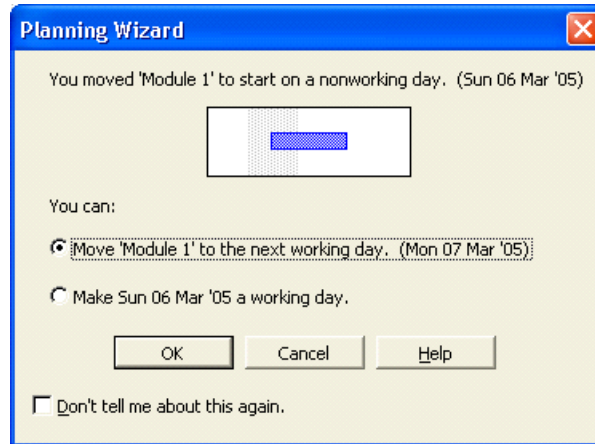 Planning Wizard
You moved 'Module 1' to start on a nonworking day. (Sun 06 Mar '05)
You can:
Move 'Module 1' to the next working day. (Mon 07 Mar '05)
Make Sun 06 Mar '05 a working day.
OK Cancel Help
Don't tell me about this again.